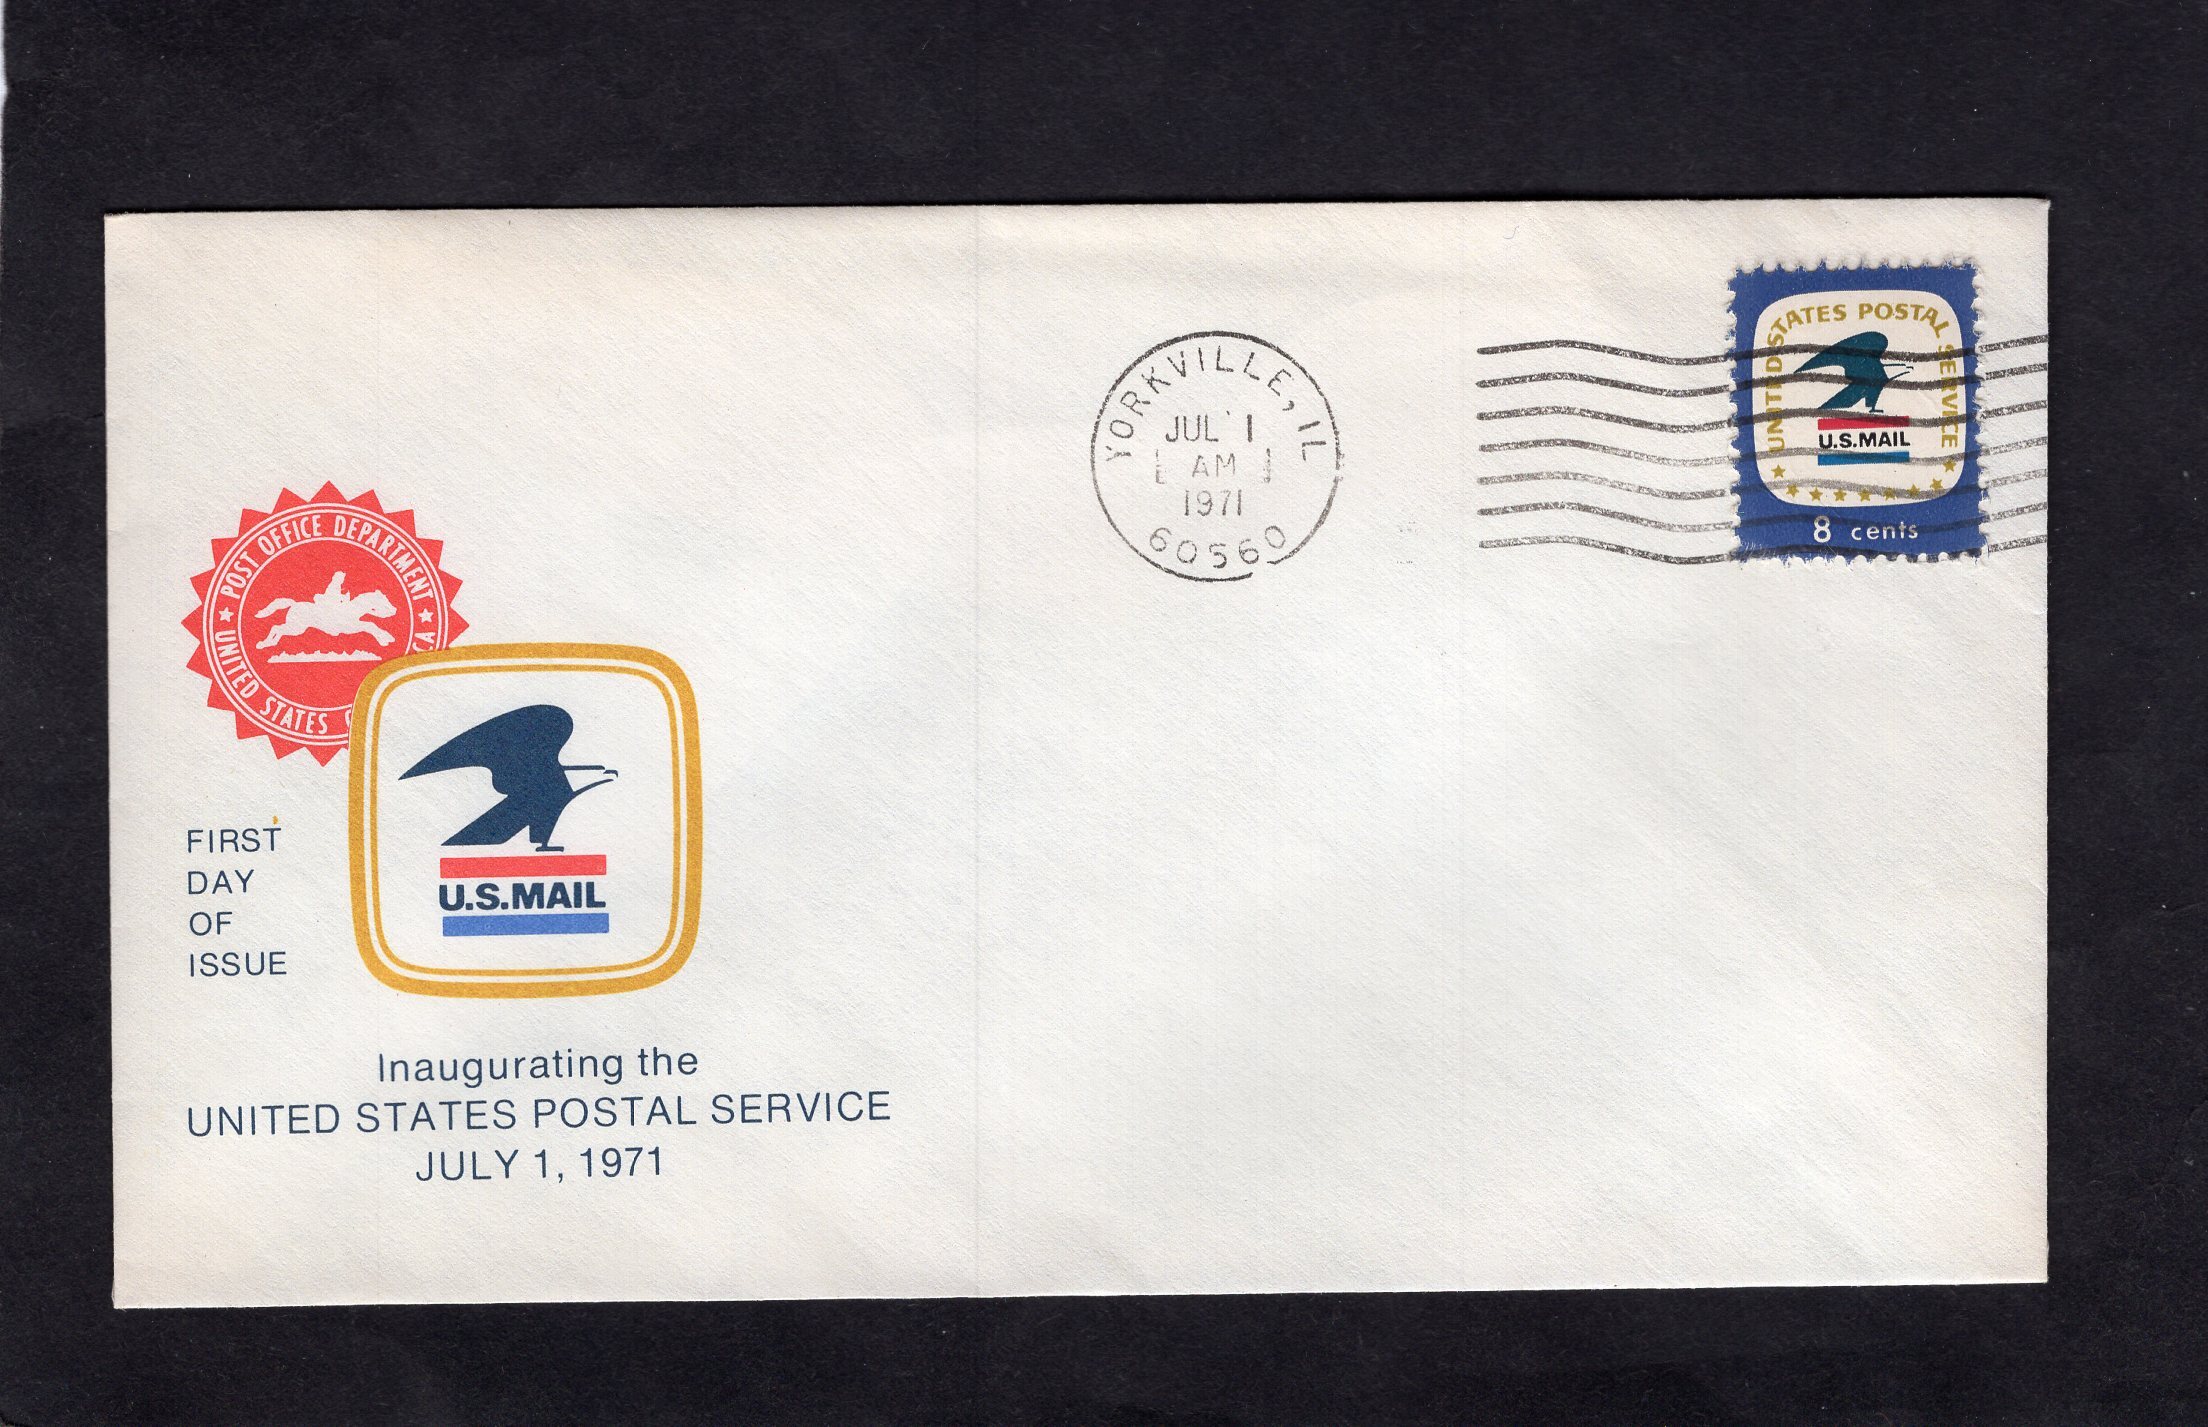 YORKVILLE, IL
JUL 1
AM
1971
60560
UNITED STATES POSTAL SERVICE
U.S.MAIL
8 cents
POST OFFICE DEPARTMENT
UNITED STATES
FIRST
DAY
OF
ISSUE
U.S.MAIL
Inaugurating the
UNITED STATES POSTAL SERVICE
JULY 1, 1971